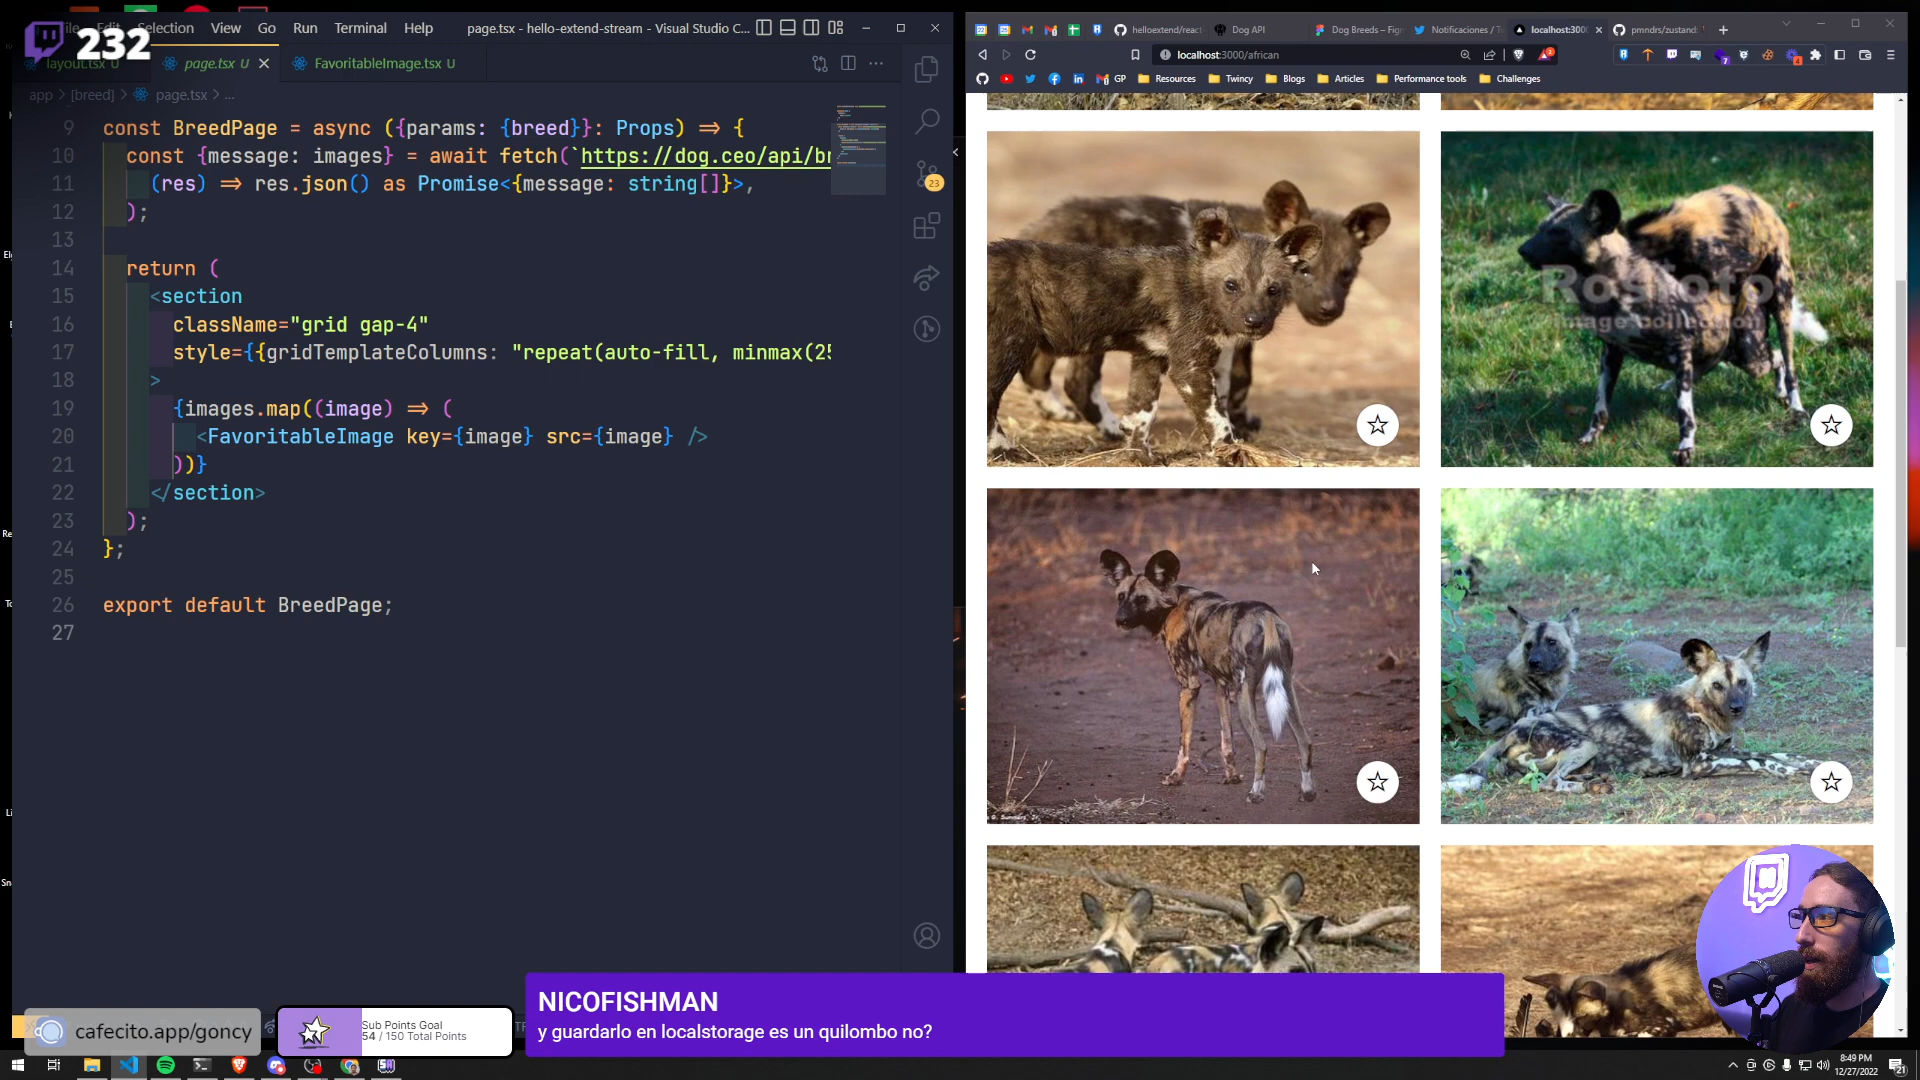 232
Selection View Go Run Terminal Help
page.tsx - hello-extend-stream - Visual Studio C...
layout.tsx U page.tsx U FavoritableImage.tsx U
app > [breed] > page.tsx > ...
9 const BreedPage = async ({params: {breed}}: Props) => {
10 const {message: images} = await fetch(`https://dog.ceo/api/br
11 (res) => res.json() as Promise<{message: string[]}>,
12 );
13
14 return (
15 <section
16 className="grid gap-4"
17 style={{gridTemplateColumns: "repeat(auto-fill, minmax(25
18 >
19 {images.map((image) => (
20 <FavoritableImage key={image} src={image} />
21 ))}
22 </section>
23 );
24 };
25
26 export default BreedPage;
27
23
helloextend/react Dog API Dog Breeds – Fig Notificaciones / T localhost:3000 pmndrs/zustand:
localhost:3000/african
GP Resources Twincy Blogs Articles Performance tools Challenges
Rogfoto
image collection
NICOFISHMAN
y guardarlo en localstorage es un quilombo no?
cafecito.app/goncy
Sub Points Goal
54 / 150 Total Points
8:49 PM
12/27/2022
21